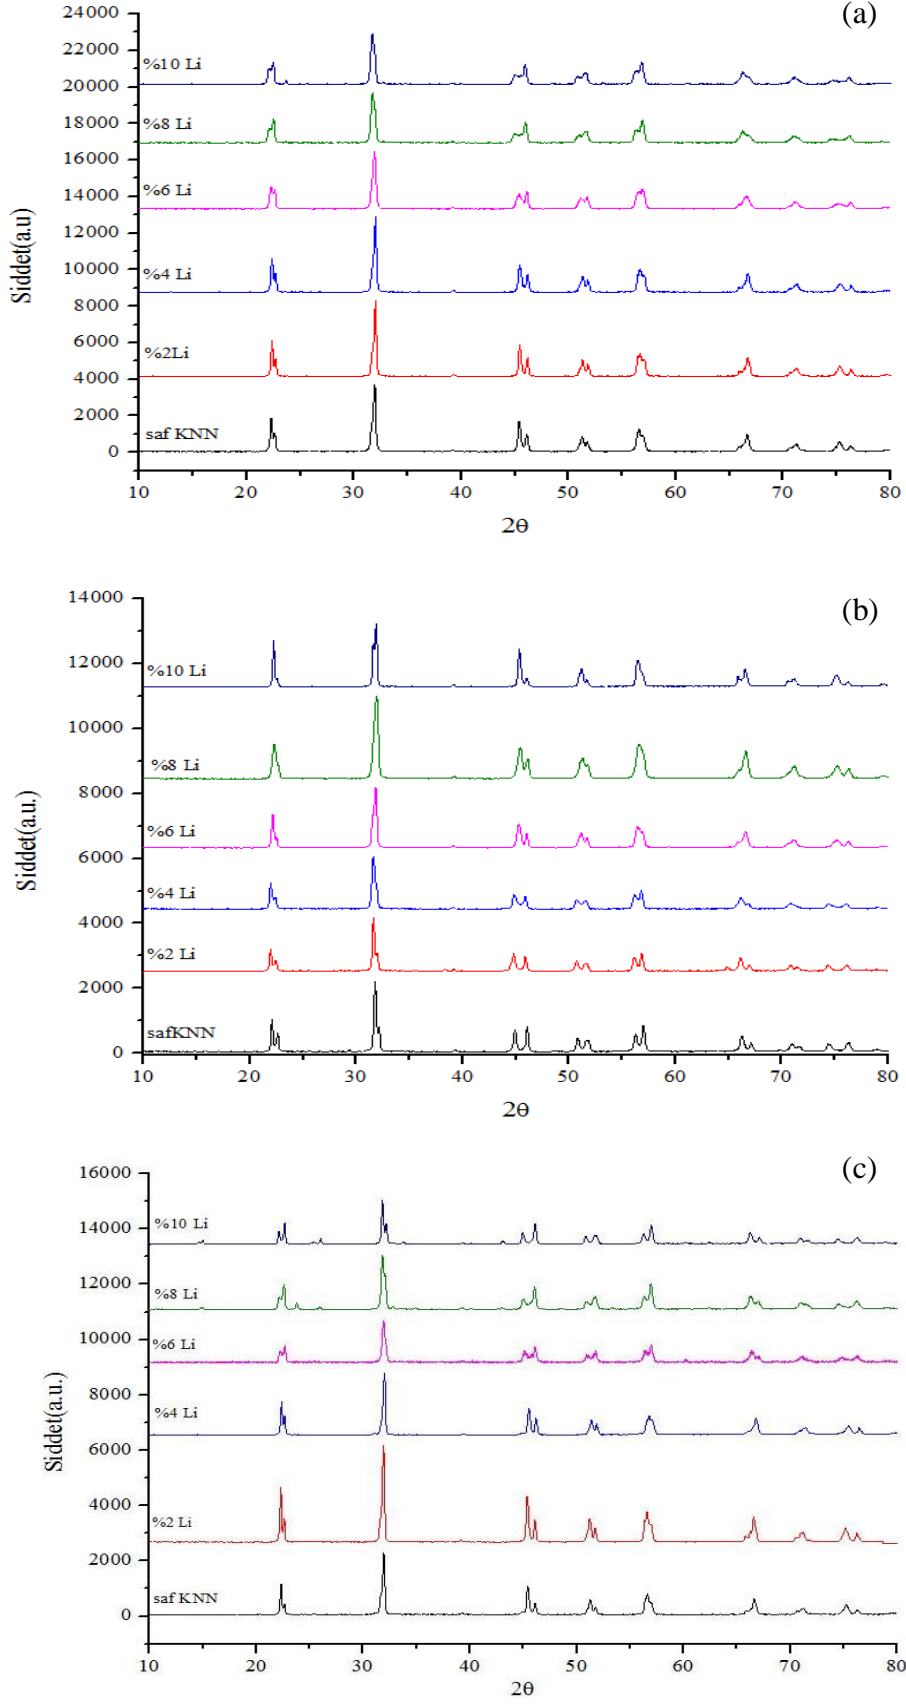 (a)
24000
22000
20000
18000
16000
14000
12000
10000
8000
6000
4000
2000
0
Siddet(a.u)
%10 Li
%8 Li
%6 Li
%4 Li
%2Li
saf KNN
10 20 30 40 50 60 70 80
2θ
(b)
14000
12000
10000
8000
6000
4000
2000
0
Siddet(a.u.)
%10 Li
%8 Li
%6 Li
%4 Li
%2 Li
safKNN
10 20 30 40 50 60 70 80
2θ
(c)
16000
14000
12000
10000
8000
6000
4000
2000
0
Siddet(a.u.)
%10 Li
%8 Li
%6 Li
%4 Li
%2 Li
saf KNN
10 20 30 40 50 60 70 80
2θ